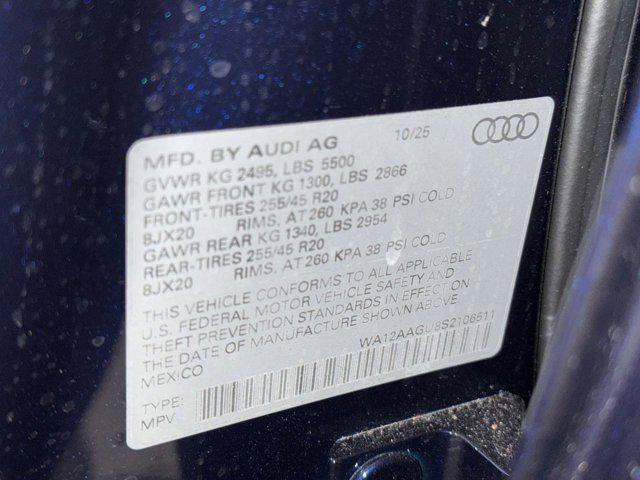 MFD. BY AUDI AG 10/25
GVWR KG 2495, LBS 5500
GAWR FRONT KG 1300, LBS 2866
FRONT-TIRES 255/45 R20
8JX20 RIMS, AT 260 KPA 38 PSI COLD
GAWR REAR KG 1340, LBS 2954
REAR-TIRES 255/45 R20
8JX20 RIMS, AT 260 KPA 38 PSI COLD
THIS VEHICLE CONFORMS TO ALL APPLICABLE
U.S. FEDERAL MOTOR VEHICLE SAFETY AND
THEFT PREVENTION STANDARDS IN EFFECT ON
THE DATE OF MANUFACTURE SHOWN ABOVE.
MEXICO WA12AAGU8S2106511
TYPE:
MPV